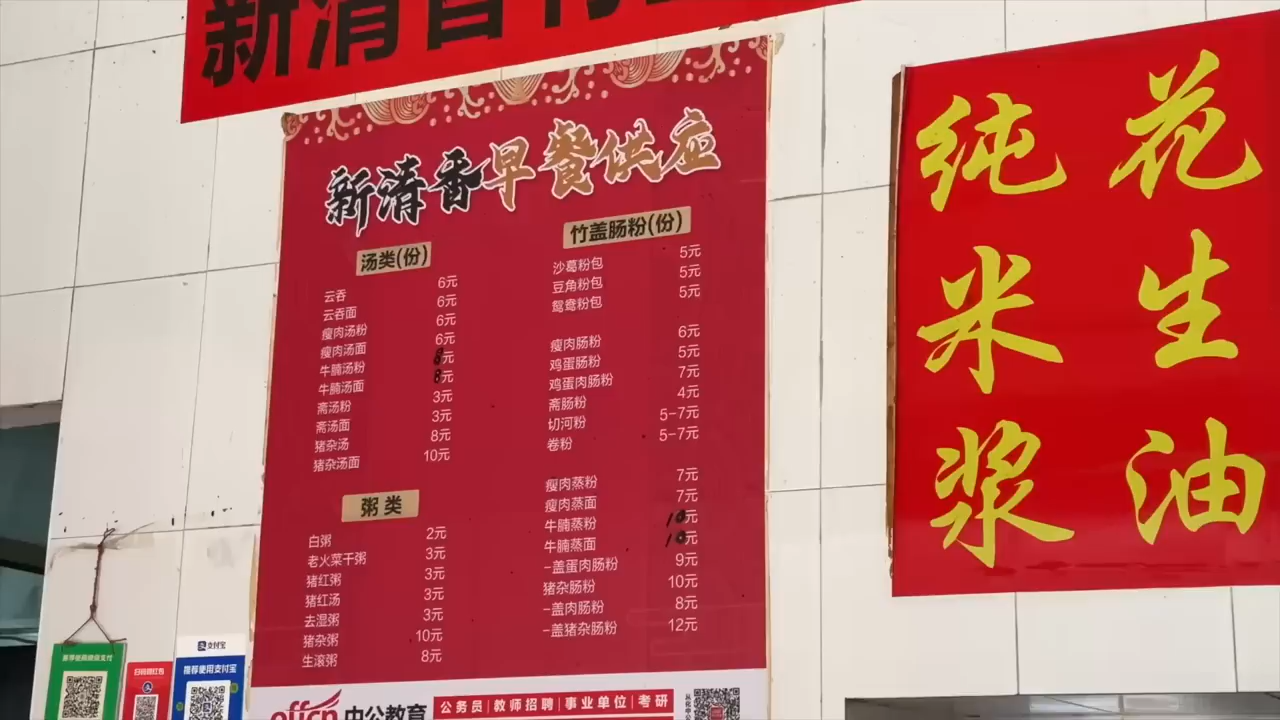 新清香
新清香早餐供应
汤类(份)
云吞 6元
云吞面 6元
瘦肉汤粉 6元
瘦肉汤面 6元
牛腩汤粉 8元
牛腩汤面 8元
斋汤粉 3元
斋汤面 3元
猪杂汤 8元
猪杂汤面 10元
粥类
白粥 2元
老火菜干粥 3元
猪红粥 3元
猪红汤 3元
去湿粥 3元
猪杂粥 10元
生滚粥 8元
竹盖肠粉(份)
沙葛粉包 5元
豆角粉包 5元
鸳鸯粉包 5元
瘦肉肠粉 6元
鸡蛋肠粉 5元
鸡蛋肉肠粉 7元
斋肠粉 4元
切河粉 5-7元
卷粉 5-7元
瘦肉蒸粉 7元
瘦肉蒸面 7元
牛腩蒸粉 10元
牛腩蒸面 10元
-盖蛋肉肠粉 9元
猪杂肠粉 10元
-盖肉肠粉 8元
-盖猪杂肠粉 12元
offcn 中公教育
公务员|教师招聘|事业单位|考研
花生油
纯米浆
支付宝
推荐使用支付宝